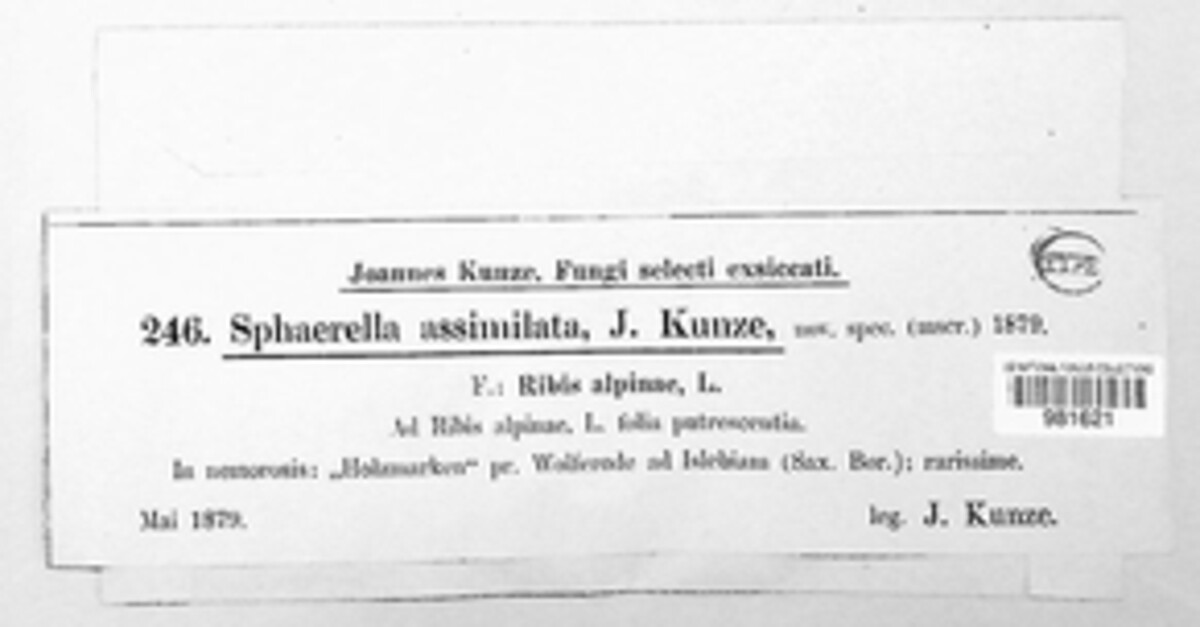 Joannes Kunze. Fungi selecti exsiccati.
246. Sphaerella assimilata, J. Kunze, nov. spec. (mscr.) 1879.
F.: Ribis alpinae, L.
Ad Ribis alpinae, L. folia putrescentia.
In nemorosis: „Holzmarken“ pr. ad Islebiam (Sax. Bor.); rarissime.
Mai 1879.
leg. J. Kunze.
981621